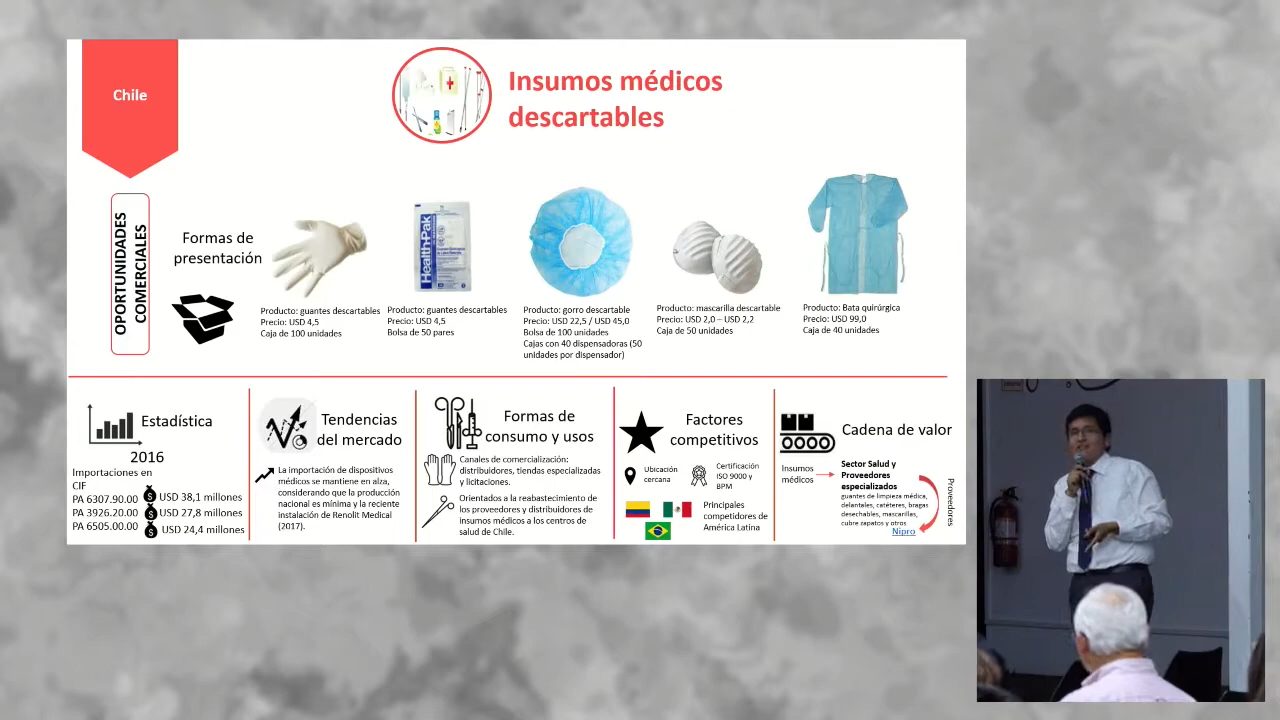 Chile
Insumos médicos
descartables
OPORTUNIDADES
COMERCIALES
Formas de
presentación
Health-Pak
Producto: guantes descartables
Precio: USD 4,5
Caja de 100 unidades
Producto: guantes descartables
Precio: USD 4,5
Bolsa de 50 pares
Producto: gorro descartable
Precio: USD 22,5 / USD 45,0
Bolsa de 100 unidades
Cajas con 40 dispensadoras (50
unidades por dispensador)
Producto: mascarilla descartable
Precio: USD 2,0 – USD 2,2
Caja de 50 unidades
Producto: Bata quirúrgica
Precio: USD 99,0
Caja de 40 unidades
Estadística
2016
Importaciones en
CIF
PA 6307.90.00 USD 38,1 millones
PA 3926.20.00 USD 27,8 millones
PA 6505.00.00 USD 24,4 millones
Tendencias
del mercado
La importación de dispositivos
médicos se mantiene en alza,
considerando que la producción
nacional es mínima y la reciente
instalación de Renolit Medical
(2017).
Formas de
consumo y usos
Canales de comercialización:
distribuidores, tiendas especializadas
y licitaciones.
Orientados a la reabastecimiento de
los proveedores y distribuidores de
insumos médicos a los centros de
salud de Chile.
Factores
competitivos
Ubicación
cercana
Certificación
ISO 9000 y
BPM
Principales
competidores de
América Latina
Cadena de valor
Insumos
médicos
Sector Salud y
Proveedores
especializados
guantes de limpieza médica,
delantales, catéteres, bragas
desechables, mascarillas,
cubre zapatos y otros
Nipro
Proveedores